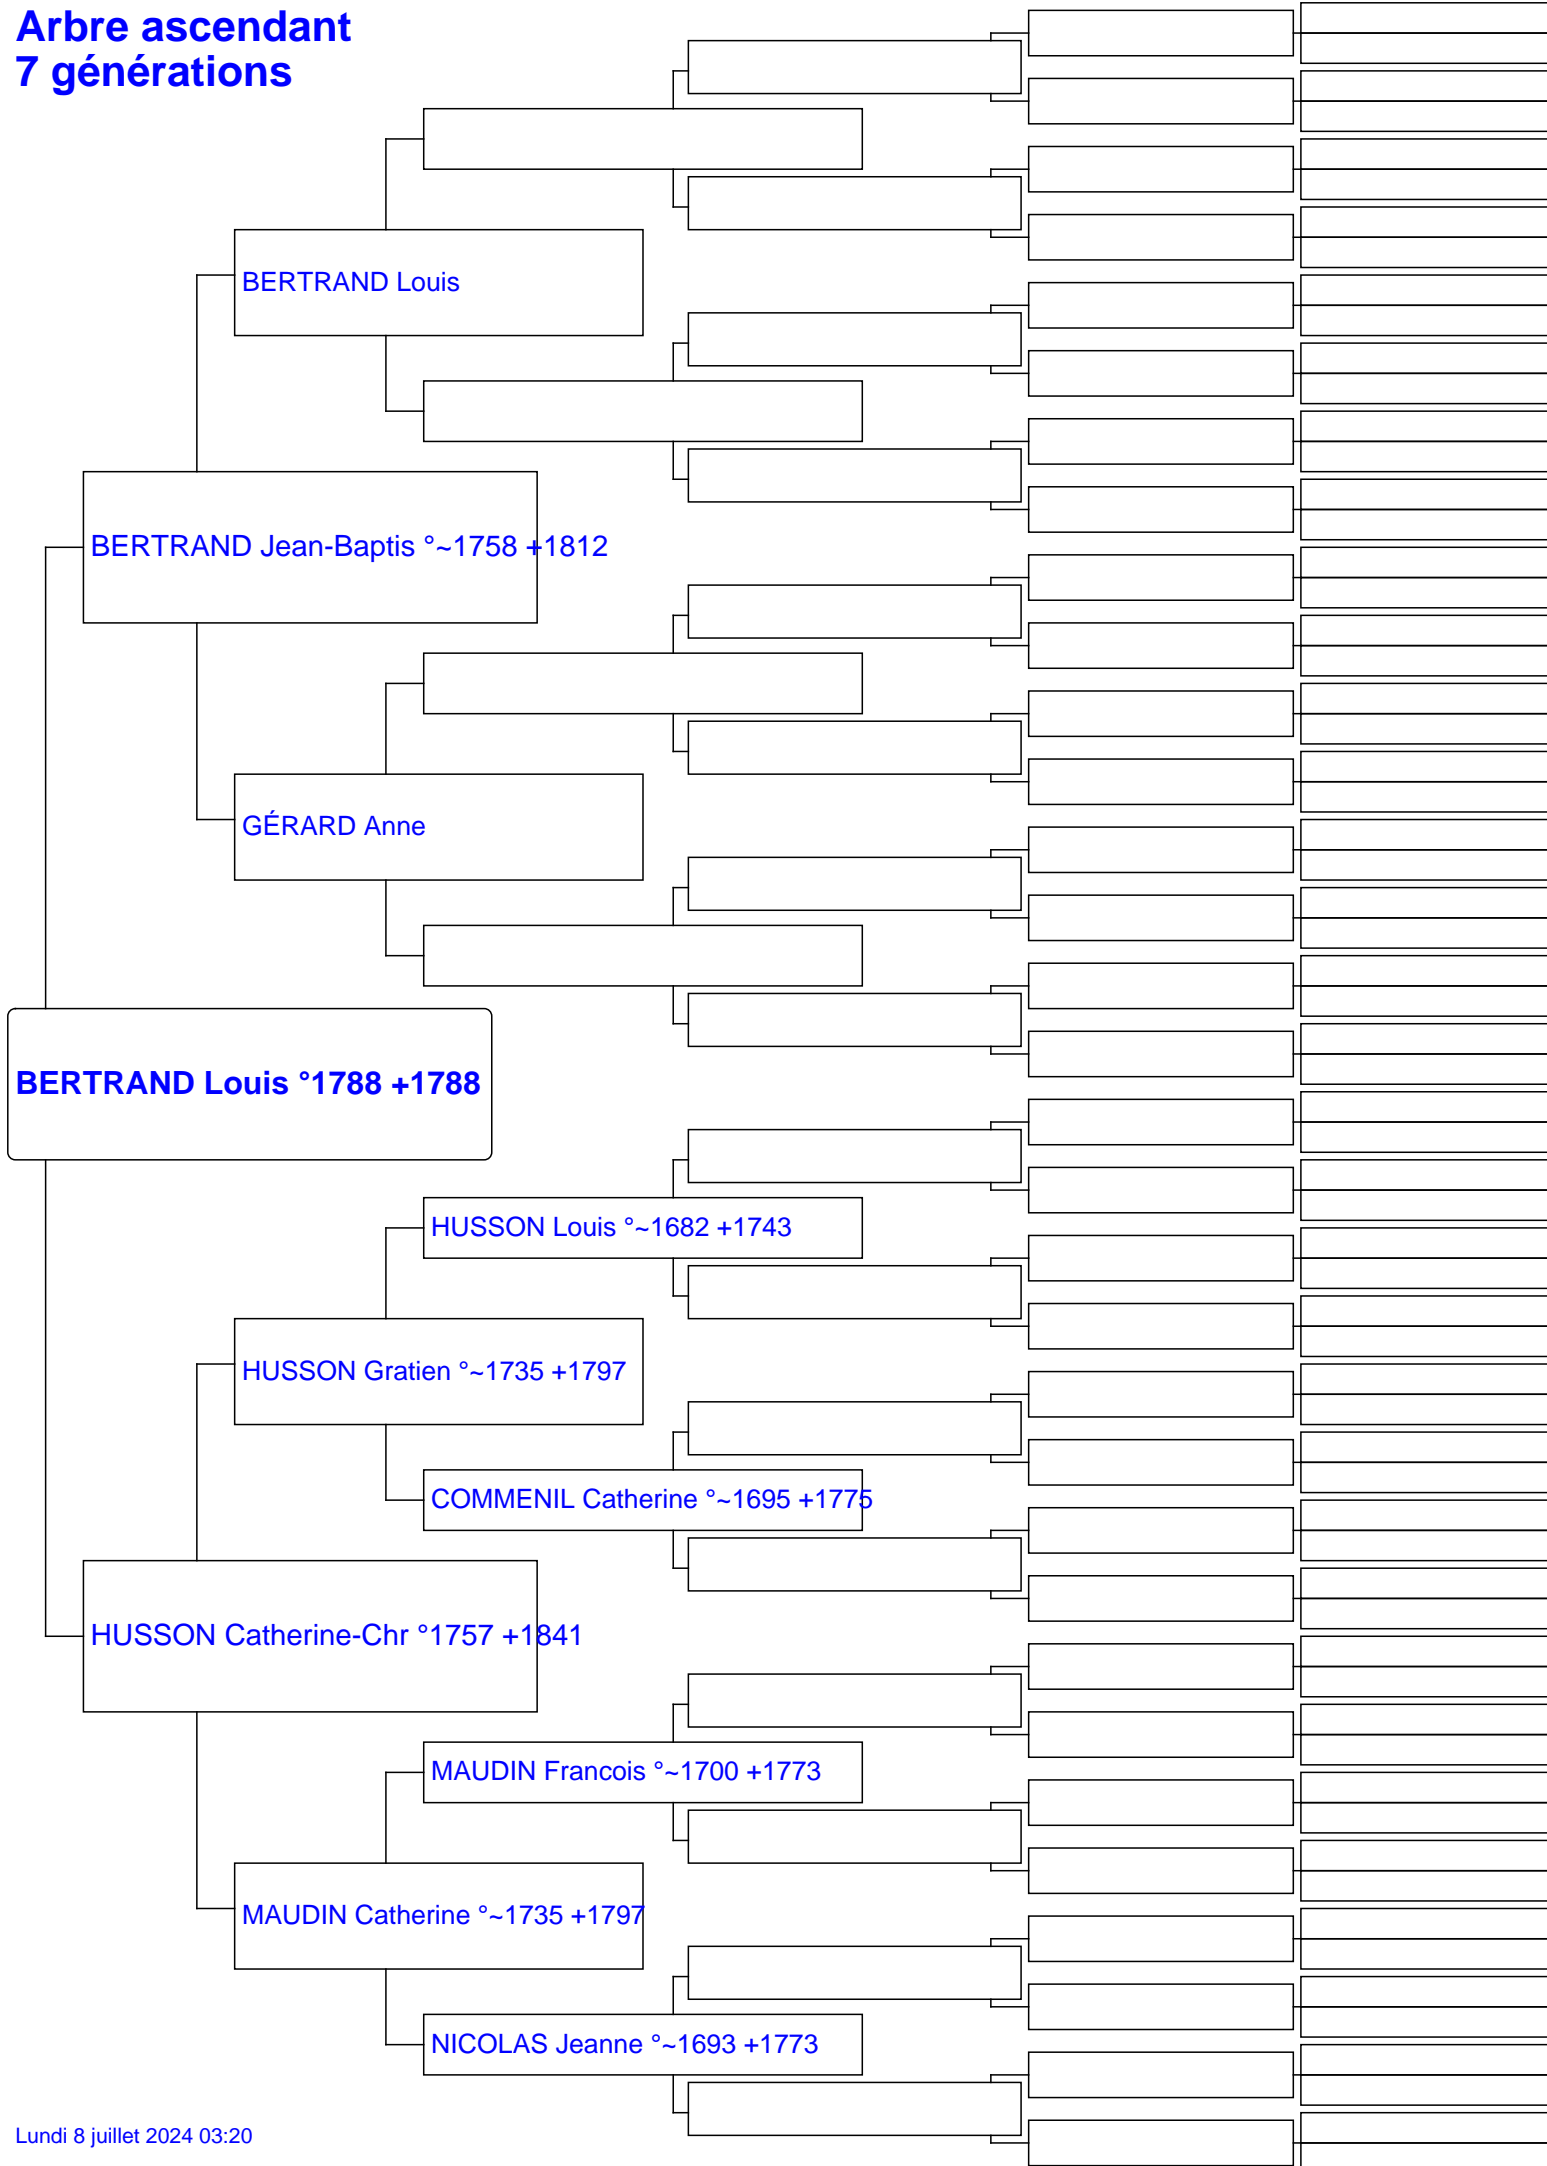 Arbre ascendant
7 générations
BERTRAND Louis
BERTRAND Jean-Baptis °~1758 +1812
GÉRARD Anne
BERTRAND Louis °1788 +1788
HUSSON Louis °~1682 +1743
HUSSON Gratien °~1735 +1797
COMMENIL Catherine °~1695 +1775
HUSSON Catherine-Chr °1757 +1841
MAUDIN Francois °~1700 +1773
MAUDIN Catherine °~1735 +1797
NICOLAS Jeanne °~1693 +1773
Lundi 8 juillet 2024 03:20